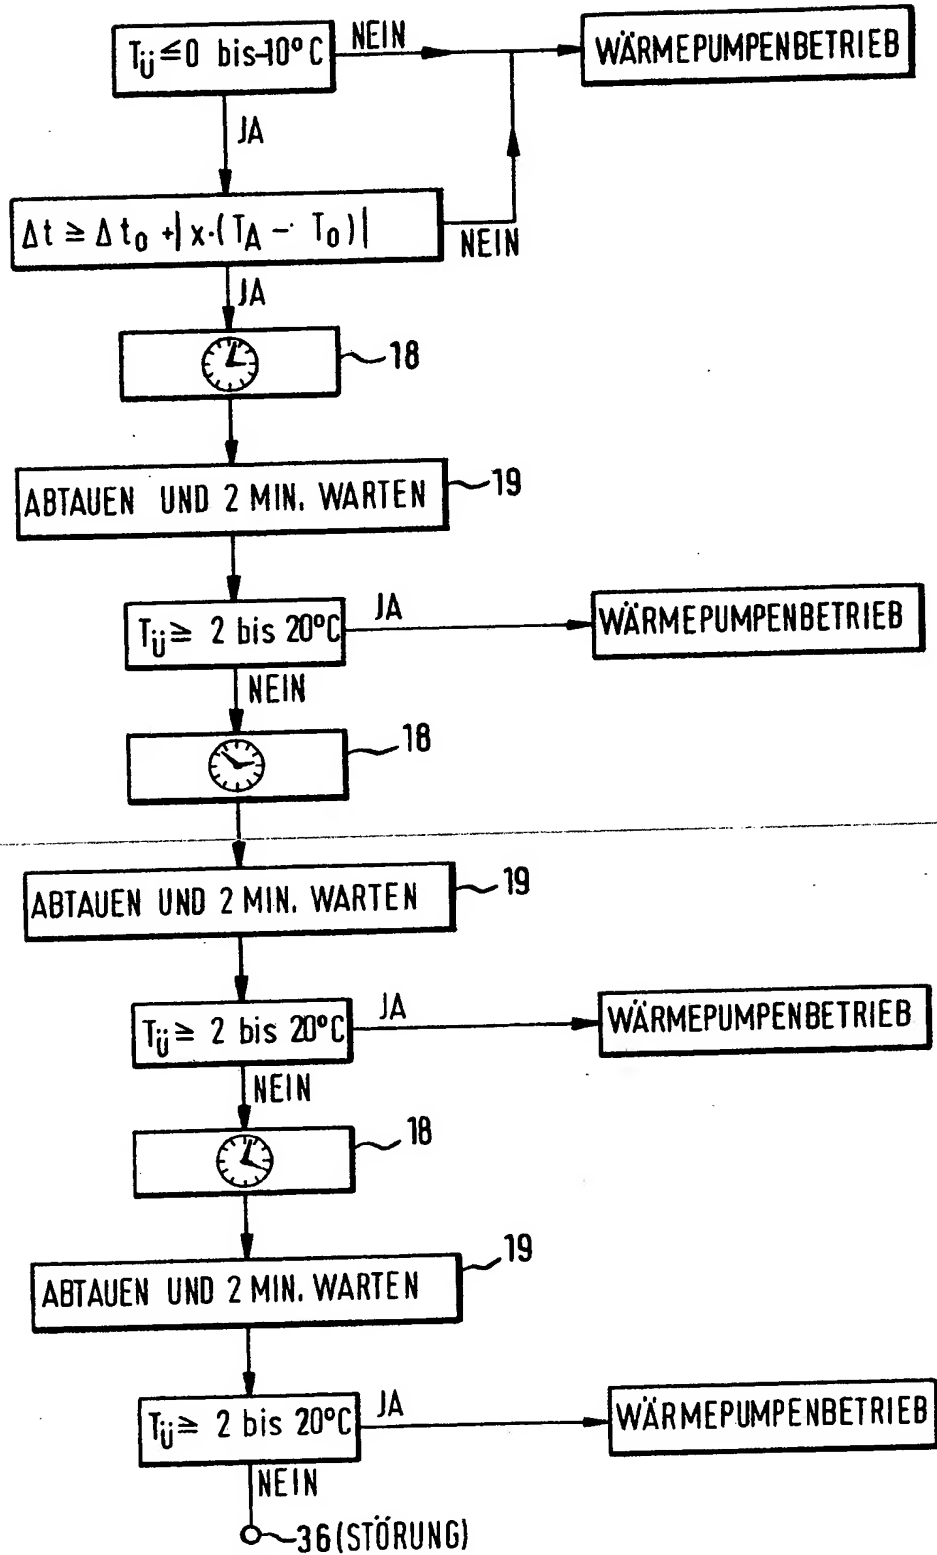 T_Ü ≤ 0 bis -10°C
NEIN
WÄRMEPUMPENBETRIEB
JA
Δt ≧ Δt₀ +|x·(T_A - T₀)|
NEIN
JA
18
ABTAUEN UND 2 MIN. WARTEN
19
T_Ü ≧ 2 bis 20°C
JA
WÄRMEPUMPENBETRIEB
NEIN
18
ABTAUEN UND 2 MIN. WARTEN
19
T_Ü ≧ 2 bis 20°C
JA
WÄRMEPUMPENBETRIEB
NEIN
18
ABTAUEN UND 2 MIN. WARTEN
19
T_Ü ≧ 2 bis 20°C
JA
WÄRMEPUMPENBETRIEB
NEIN
36 (STÖRUNG)